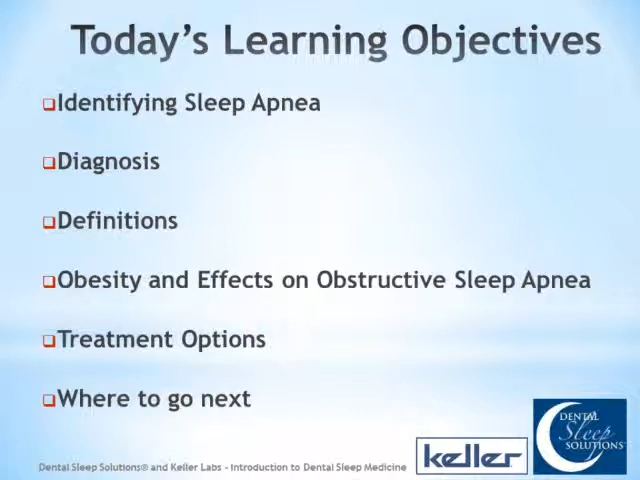 Today's Learning Objectives
Identifying Sleep Apnea
Diagnosis
Definitions
Obesity and Effects on Obstructive Sleep Apnea
Treatment Options
Where to go next
Dental Sleep Solutions® and Keller Labs - Introduction to Dental Sleep Medicine
keller
DENTAL
Sleep
SOLUTIONS